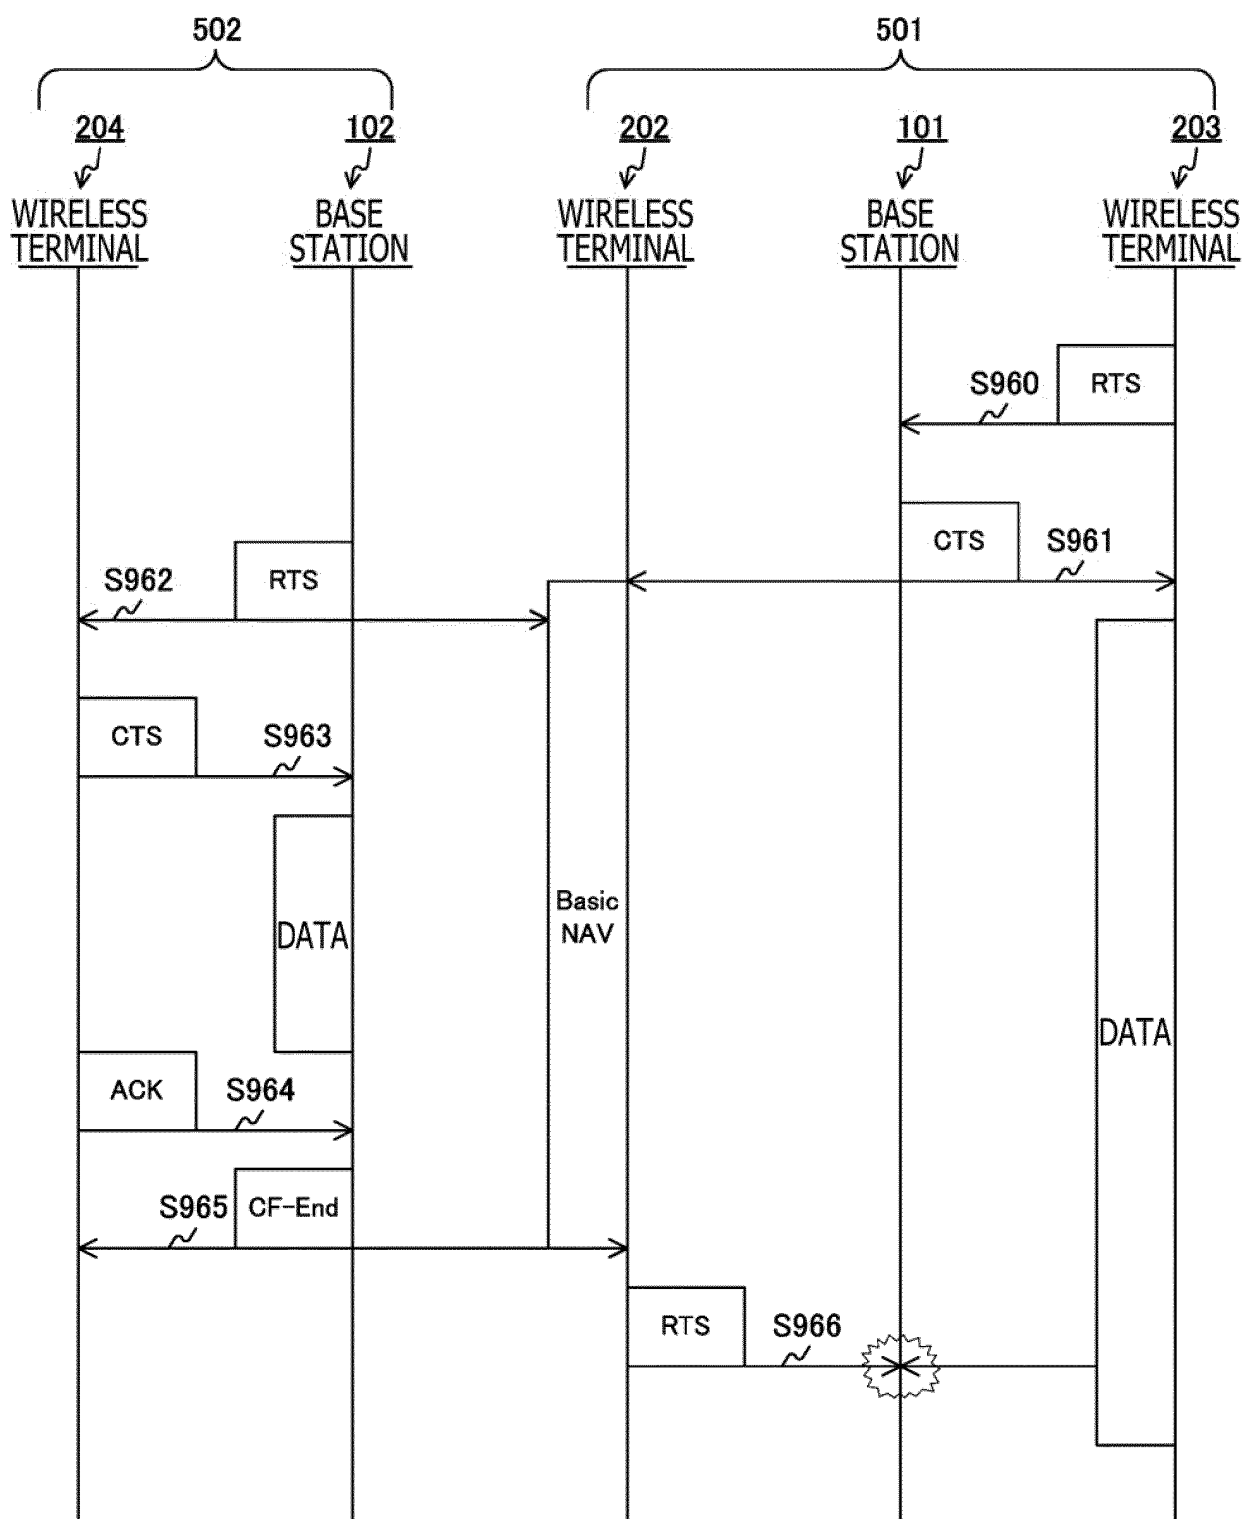 502
501
204
102
202
101
203
WIRELESS
TERMINAL
BASE
STATION
WIRELESS
TERMINAL
BASE
STATION
WIRELESS
TERMINAL
S960
RTS
CTS
S961
S962
RTS
CTS
S963
Basic
NAV
DATA
DATA
ACK
S964
S965
CF-End
RTS
S966